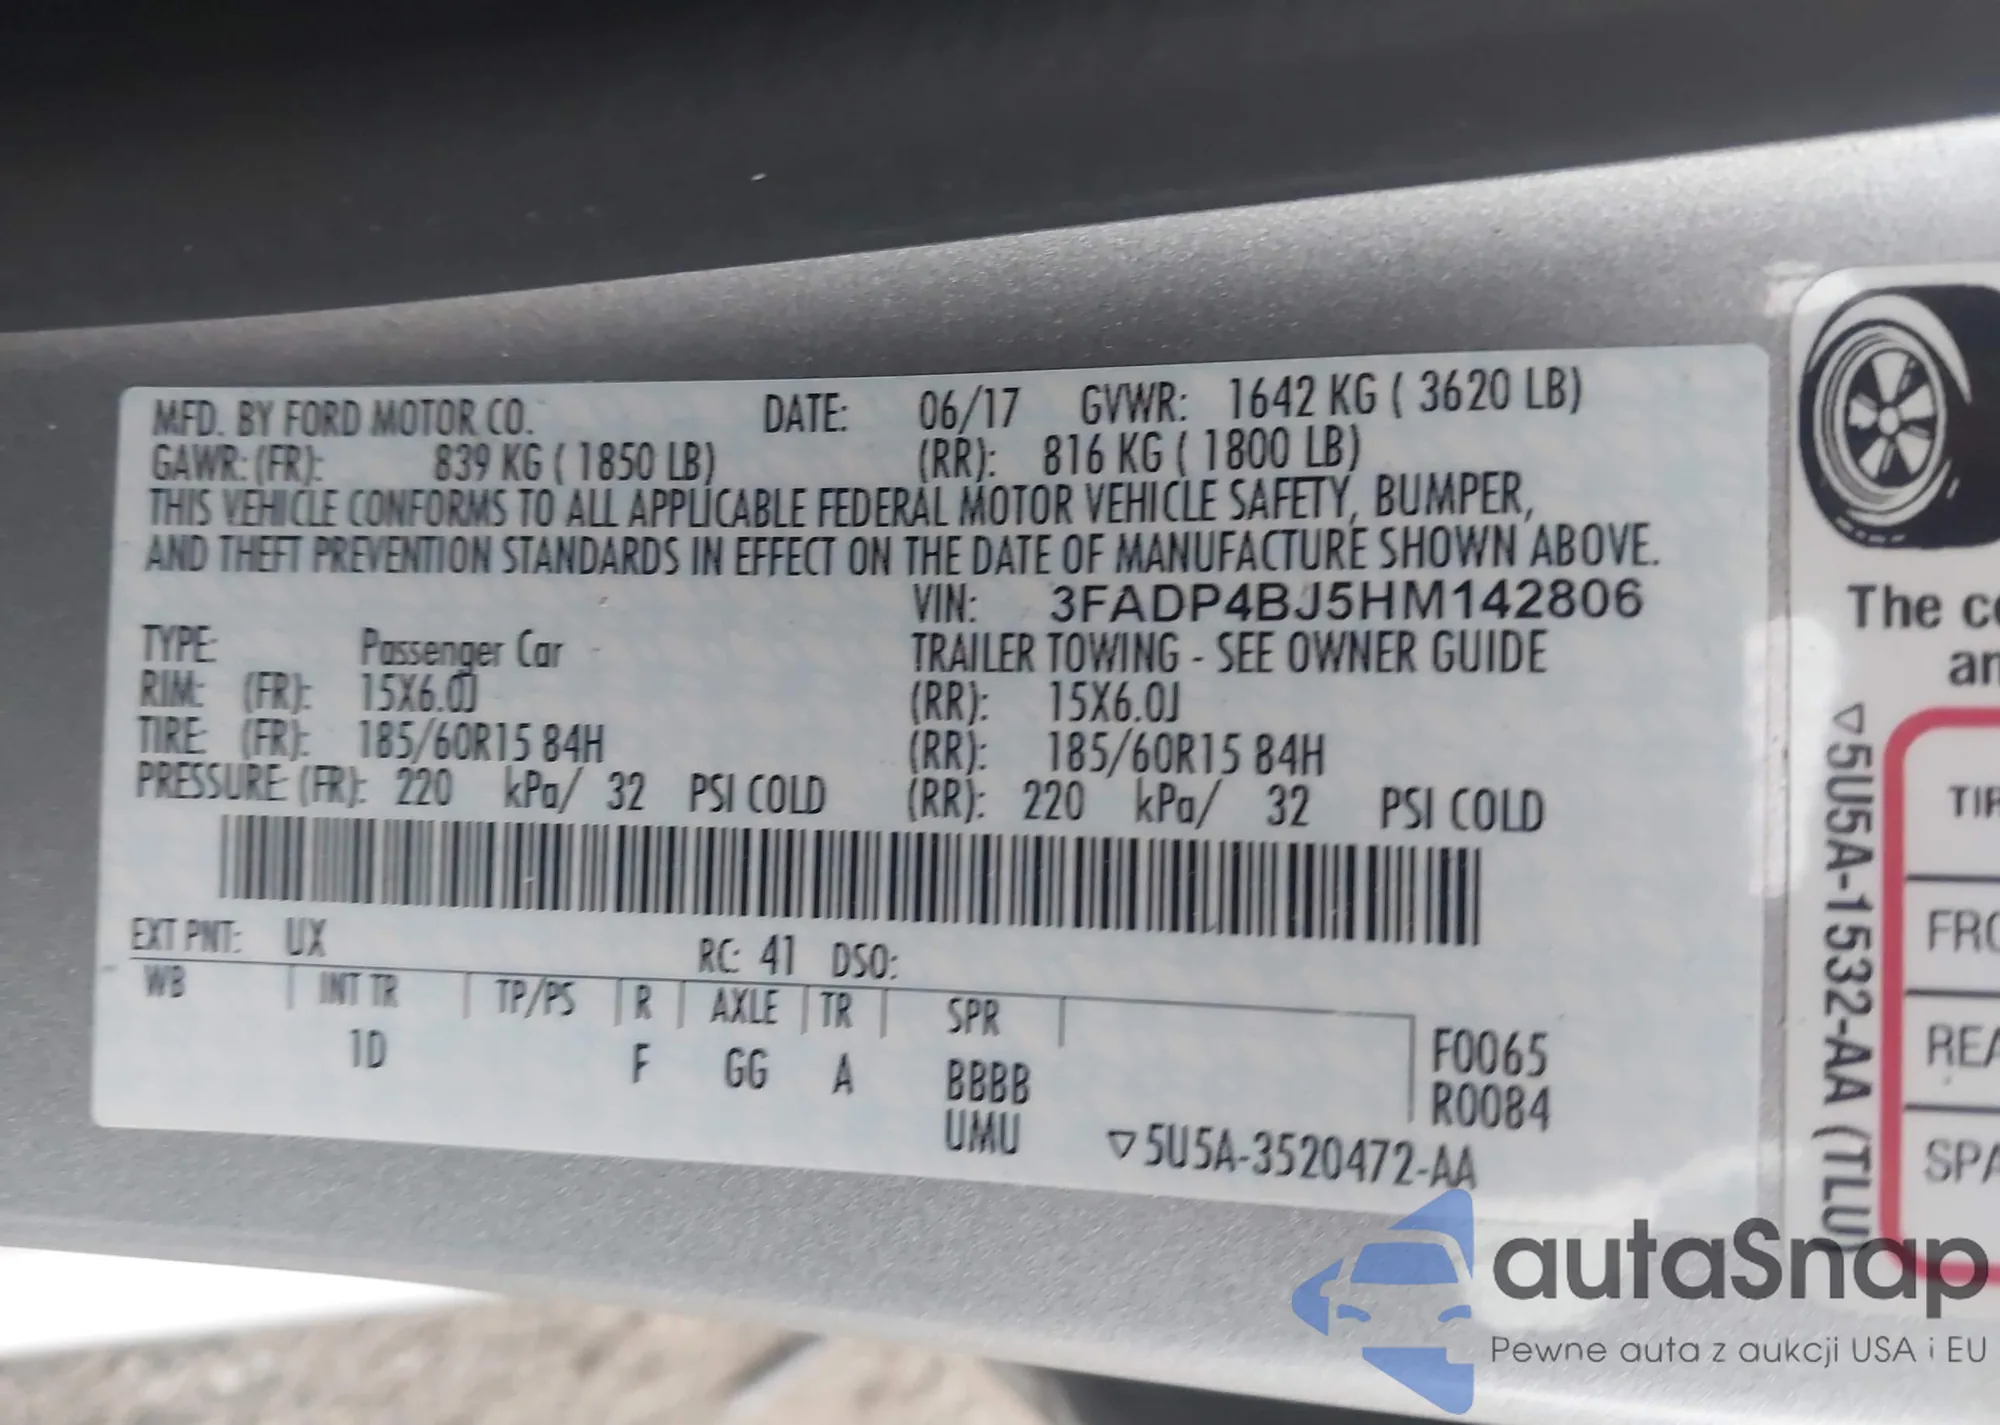 MFD. BY FORD MOTOR CO. DATE: 06/17 GVWR: 1642 KG ( 3620 LB)
GAWR: (FR): 839 KG ( 1850 LB) (RR): 816 KG ( 1800 LB)
THIS VEHICLE CONFORMS TO ALL APPLICABLE FEDERAL MOTOR VEHICLE SAFETY, BUMPER,
AND THEFT PREVENTION STANDARDS IN EFFECT ON THE DATE OF MANUFACTURE SHOWN ABOVE.
VIN: 3FADP4BJ5HM142806
TYPE: Passenger Car TRAILER TOWING - SEE OWNER GUIDE
RIM: (FR): 15X6.0J (RR): 15X6.0J
TIRE: (FR): 185/60R15 84H (RR): 185/60R15 84H
PRESSURE: (FR): 220 kPa/ 32 PSI COLD (RR): 220 kPa/ 32 PSI COLD
EXT PNT: UX RC: 41 DSO:
WB INT TR TP/PS R AXLE TR SPR
1D F GG A BBBB
UMU
F0065
R0084
▽5U5A-3520472-AA
The co
an
▽5U5A-1532-AA (TLU)
TIR
FRO
REA
SPA
autaSnap
Pewne auta z aukcji USA i EU